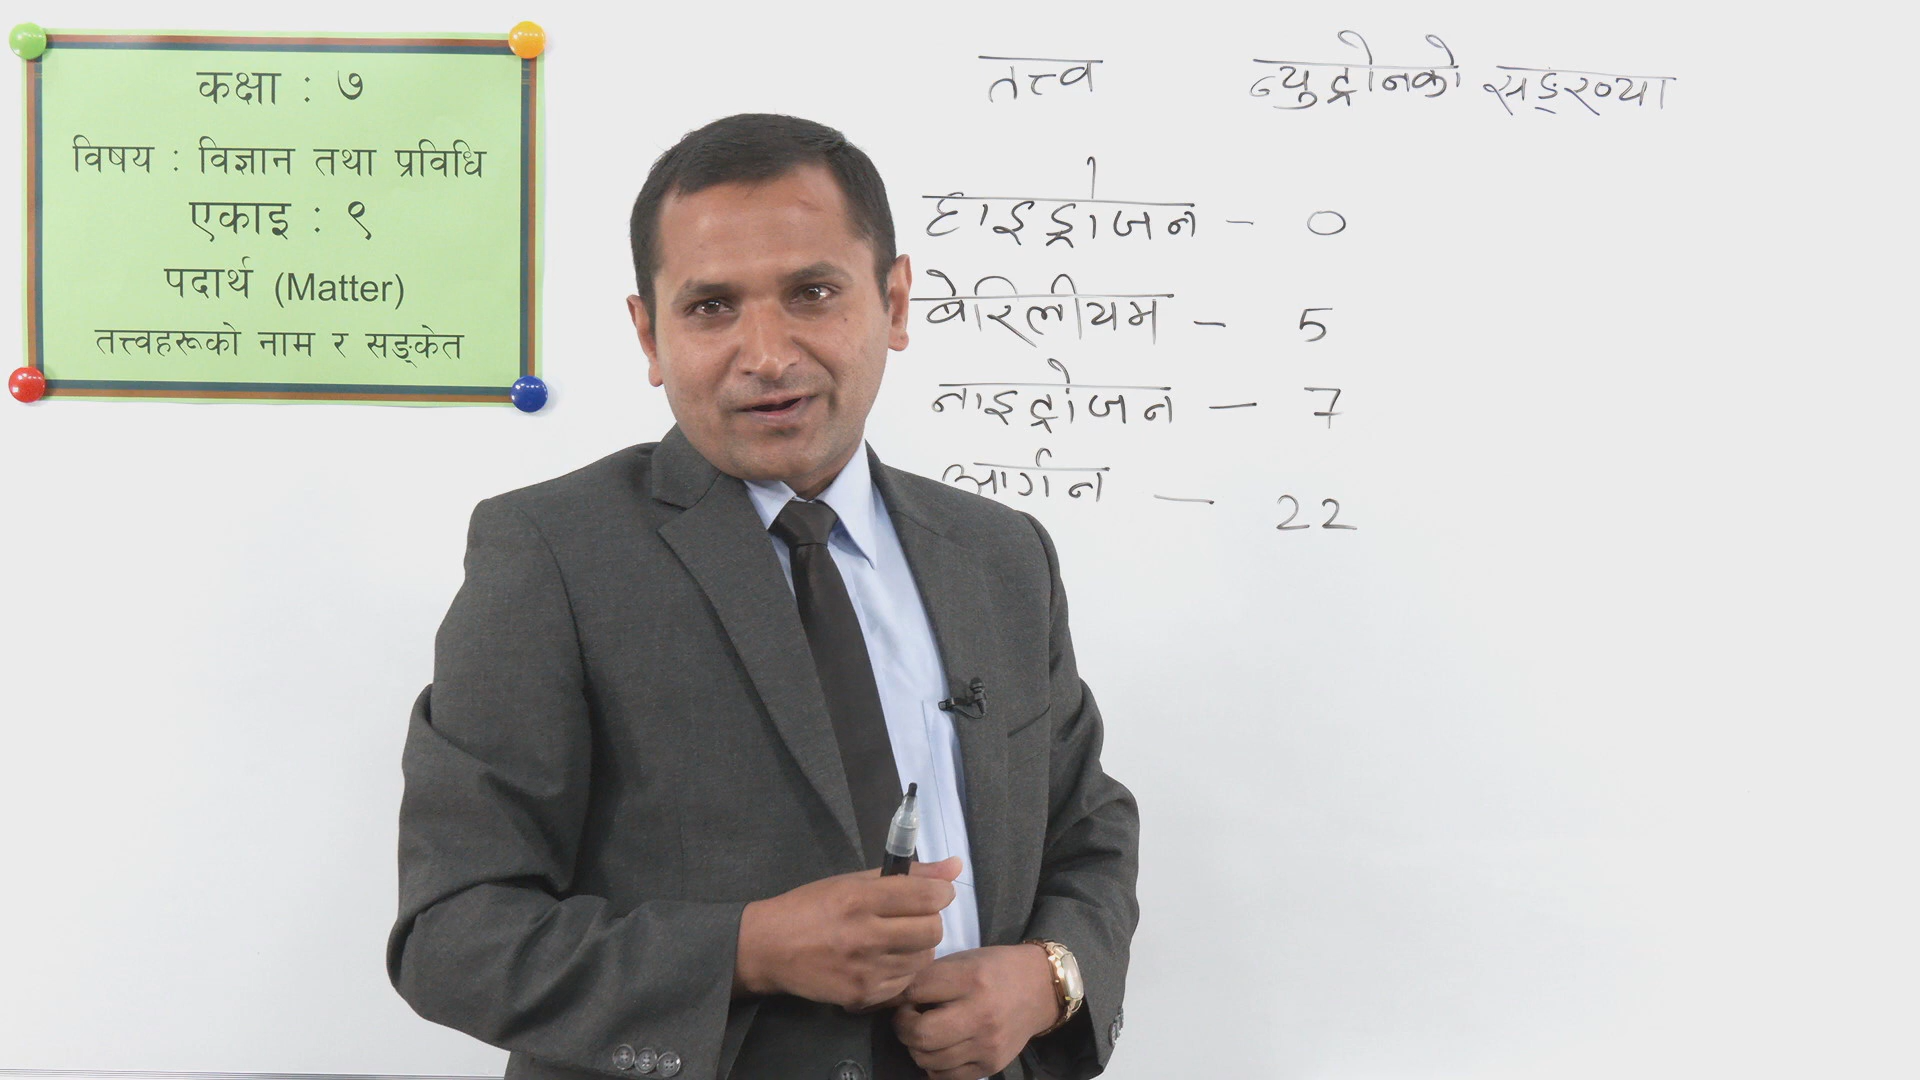 कक्षा : ७
विषय : विज्ञान तथा प्रविधि
एकाइ : ९
पदार्थ (Matter)
तत्त्वहरूको नाम र सङ्केत
तत्त्व न्युट्रोनको सङ्ख्या
हाइड्रोजन - 0
बेरिलीयम - 5
नाइट्रोजन - 7
आर्गन - 22